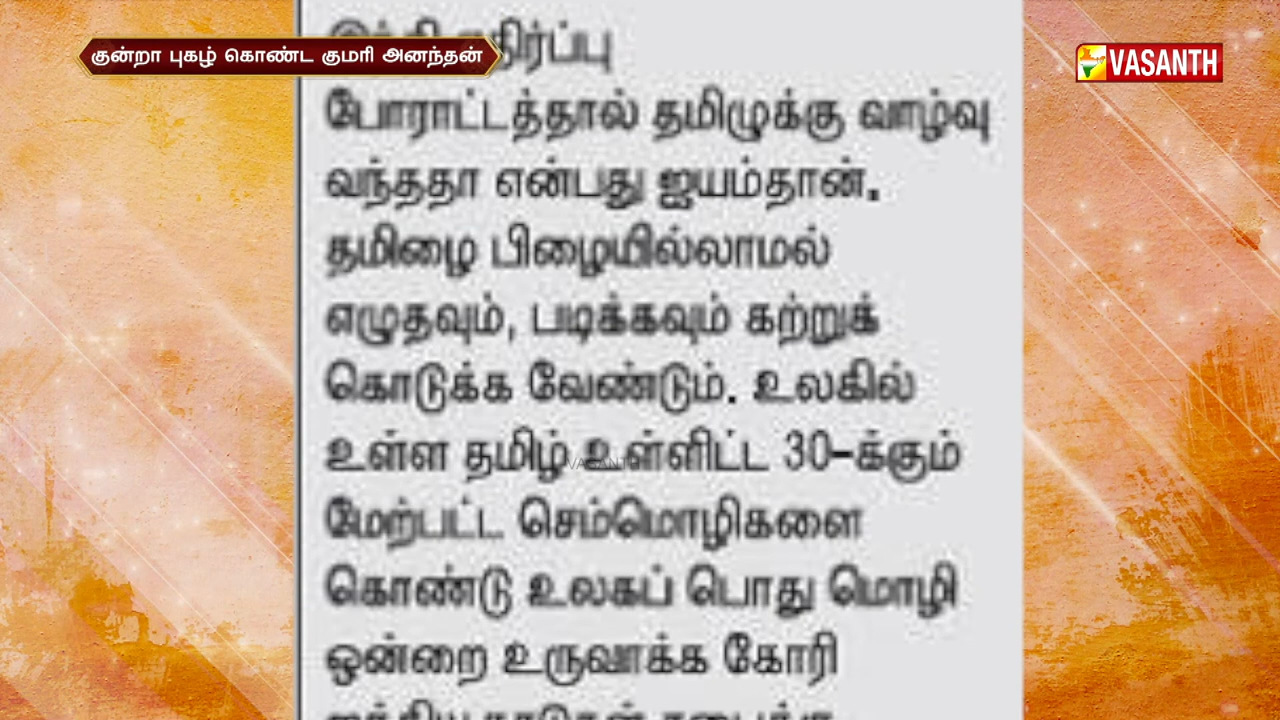 குன்றா புகழ் கொண்ட குமரி அனந்தன்
VASANTH
போராட்டத்தால் தமிழுக்கு வாழ்வு
வந்ததா என்பது ஐயம்தான்.
தமிழை பிழையில்லாமல்
எழுதவும், படிக்கவும் கற்றுக்
கொடுக்க வேண்டும். உலகில்
உள்ள தமிழ் உள்ளிட்ட 30-க்கும்
VASANTH
மேற்பட்ட செம்மொழிகளை
கொண்டு உலகப் பொது மொழி
ஒன்றை உருவாக்க கோரி